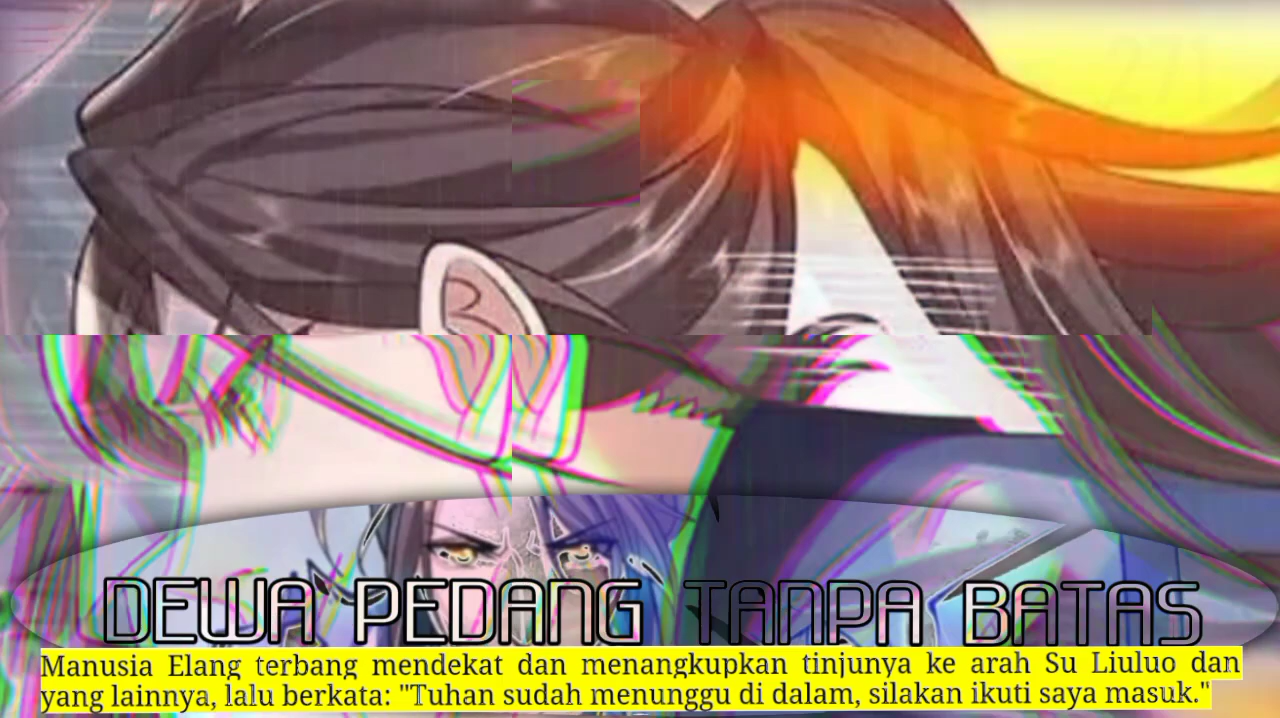 271
DEWA PEDANG TANPA BATAS
Manusia Elang terbang mendekat dan menangkupkan tinjunya ke arah Su Liuluo dan
yang lainnya, lalu berkata: "Tuhan sudah menunggu di dalam, silakan ikuti saya masuk."